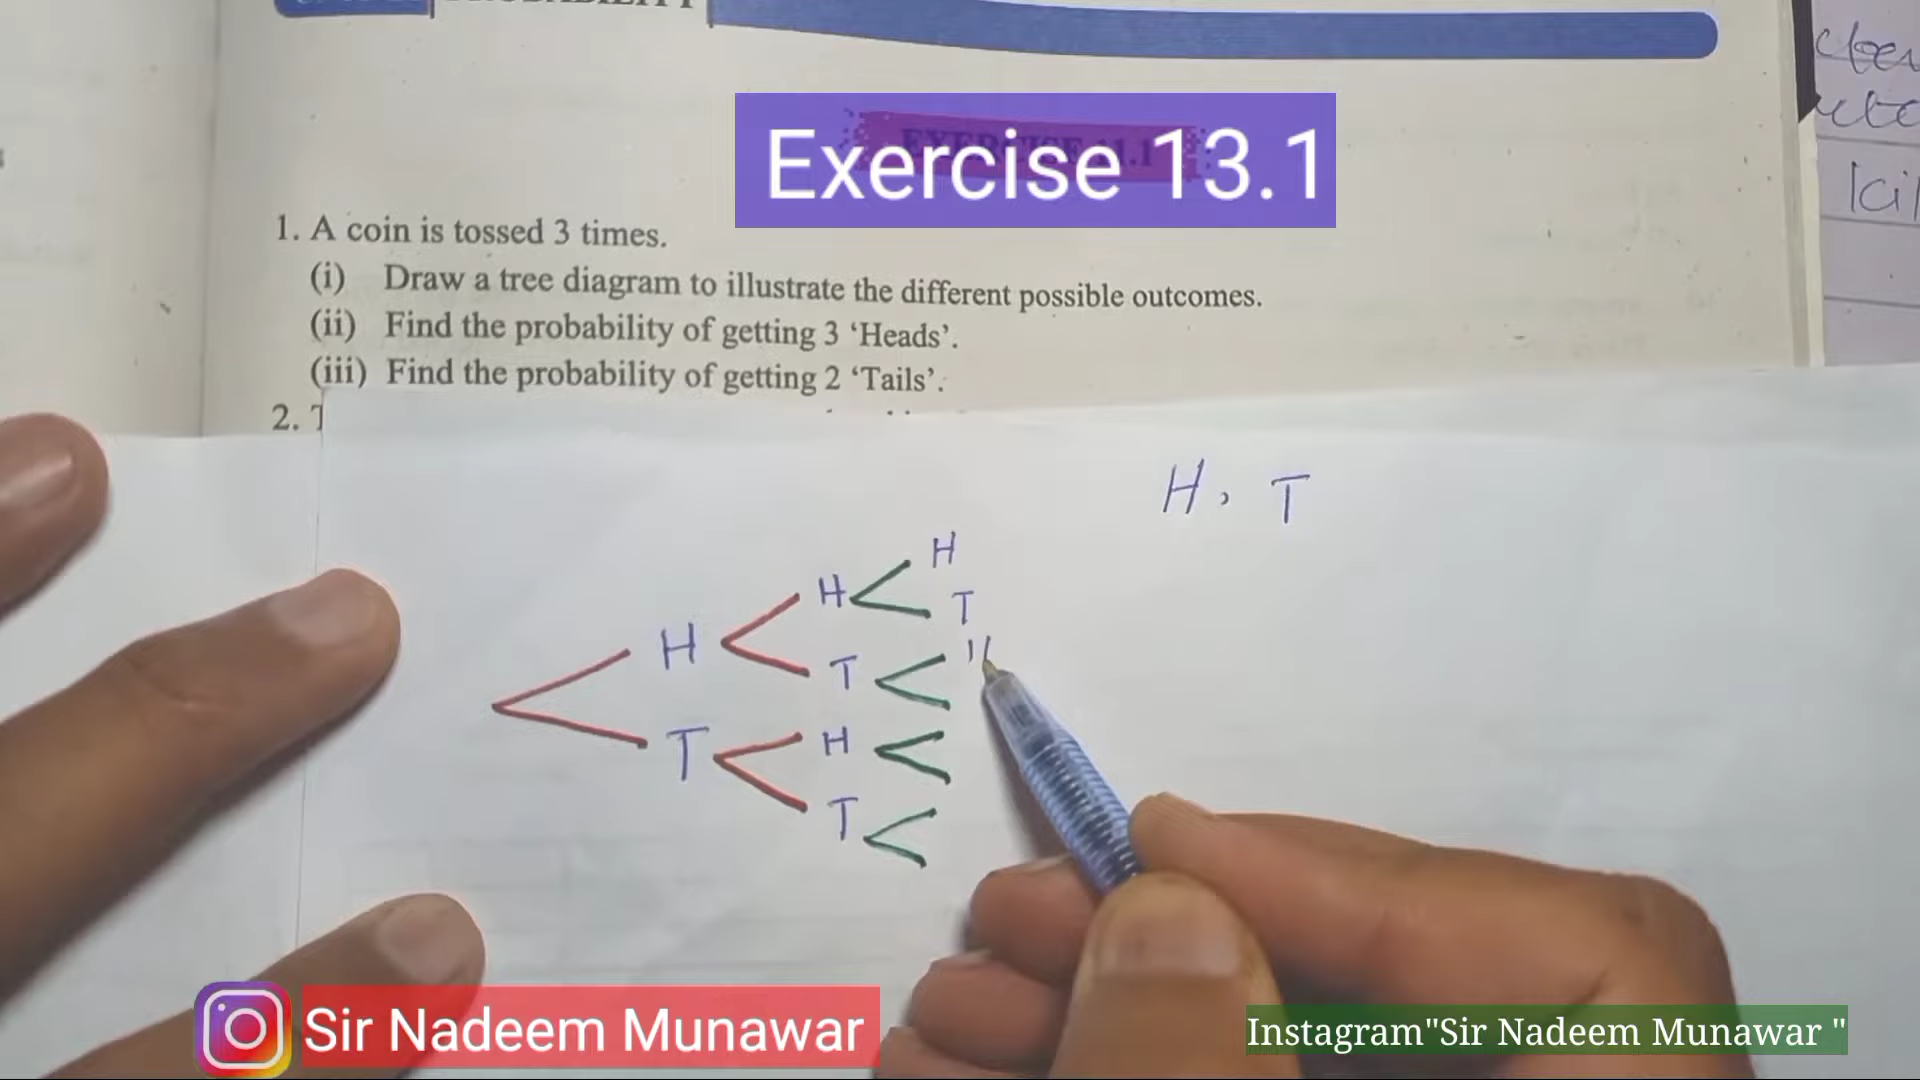 Exercise 13.1
1. A coin is tossed 3 times.
(i) Draw a tree diagram to illustrate the different possible outcomes.
(ii) Find the probability of getting 3 ‘Heads’.
(iii) Find the probability of getting 2 ‘Tails’.
2.
H, T
H
H
T
H
T
T
H
T
Sir Nadeem Munawar
Instagram"Sir Nadeem Munawar "